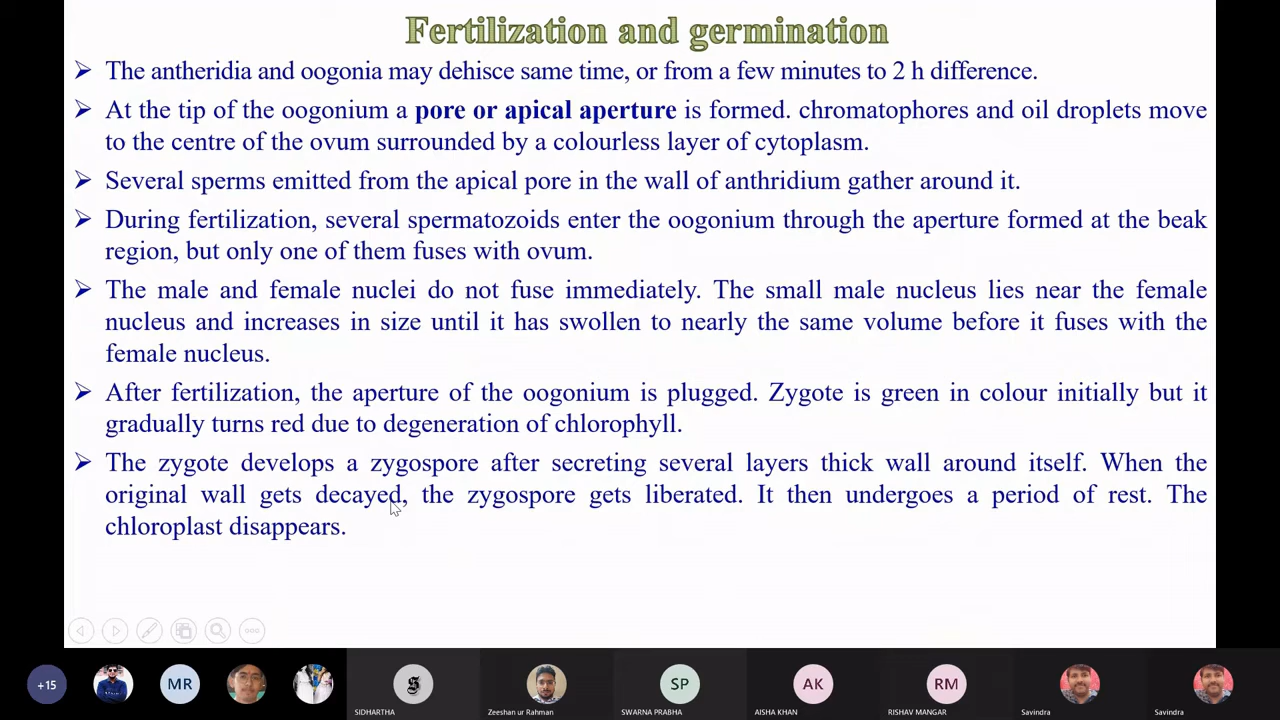 Fertilization and germination
➢ The antheridia and oogonia may dehisce same time, or from a few minutes to 2 h difference.
➢ At the tip of the oogonium a pore or apical aperture is formed. chromatophores and oil droplets move
to the centre of the ovum surrounded by a colourless layer of cytoplasm.
➢ Several sperms emitted from the apical pore in the wall of anthridium gather around it.
➢ During fertilization, several spermatozoids enter the oogonium through the aperture formed at the beak
region, but only one of them fuses with ovum.
➢ The male and female nuclei do not fuse immediately. The small male nucleus lies near the female
nucleus and increases in size until it has swollen to nearly the same volume before it fuses with the
female nucleus.
➢ After fertilization, the aperture of the oogonium is plugged. Zygote is green in colour initially but it
gradually turns red due to degeneration of chlorophyll.
➢ The zygote develops a zygospore after secreting several layers thick wall around itself. When the
original wall gets decayed, the zygospore gets liberated. It then undergoes a period of rest. The
chloroplast disappears.
+15 MR S SP AK RM
SIDHARTHA Zeeshan ur Rahman SWARNA PRABHA AISHA KHAN RISHAV MANGAR Savindra Savindra